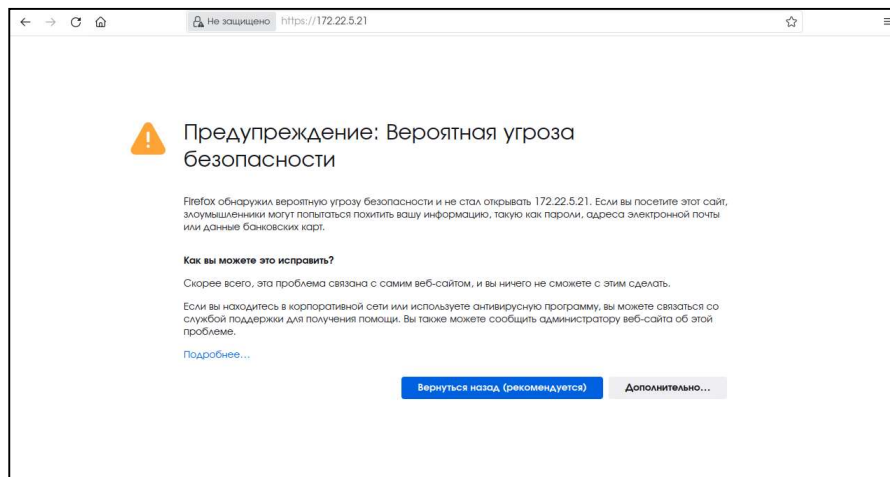 Не защищено https://172.22.5.21
Предупреждение: Вероятная угроза
безопасности
Firefox обнаружил вероятную угрозу безопасности и не стал открывать 172.22.5.21. Если вы посетите этот сайт,
злоумышленники могут попытаться похитить вашу информацию, такую как пароли, адреса электронной почты
или данные банковских карт.
Как вы можете это исправить?
Скорее всего, эта проблема связана с самим веб-сайтом, и вы ничего не сможете с этим сделать.
Если вы находитесь в корпоративной сети или используете антивирусную программу, вы можете связаться со
службой поддержки для получения помощи. Вы также можете сообщить администратору веб-сайта об этой
проблеме.
Подробнее...
Вернуться назад (рекомендуется) Дополнительно...